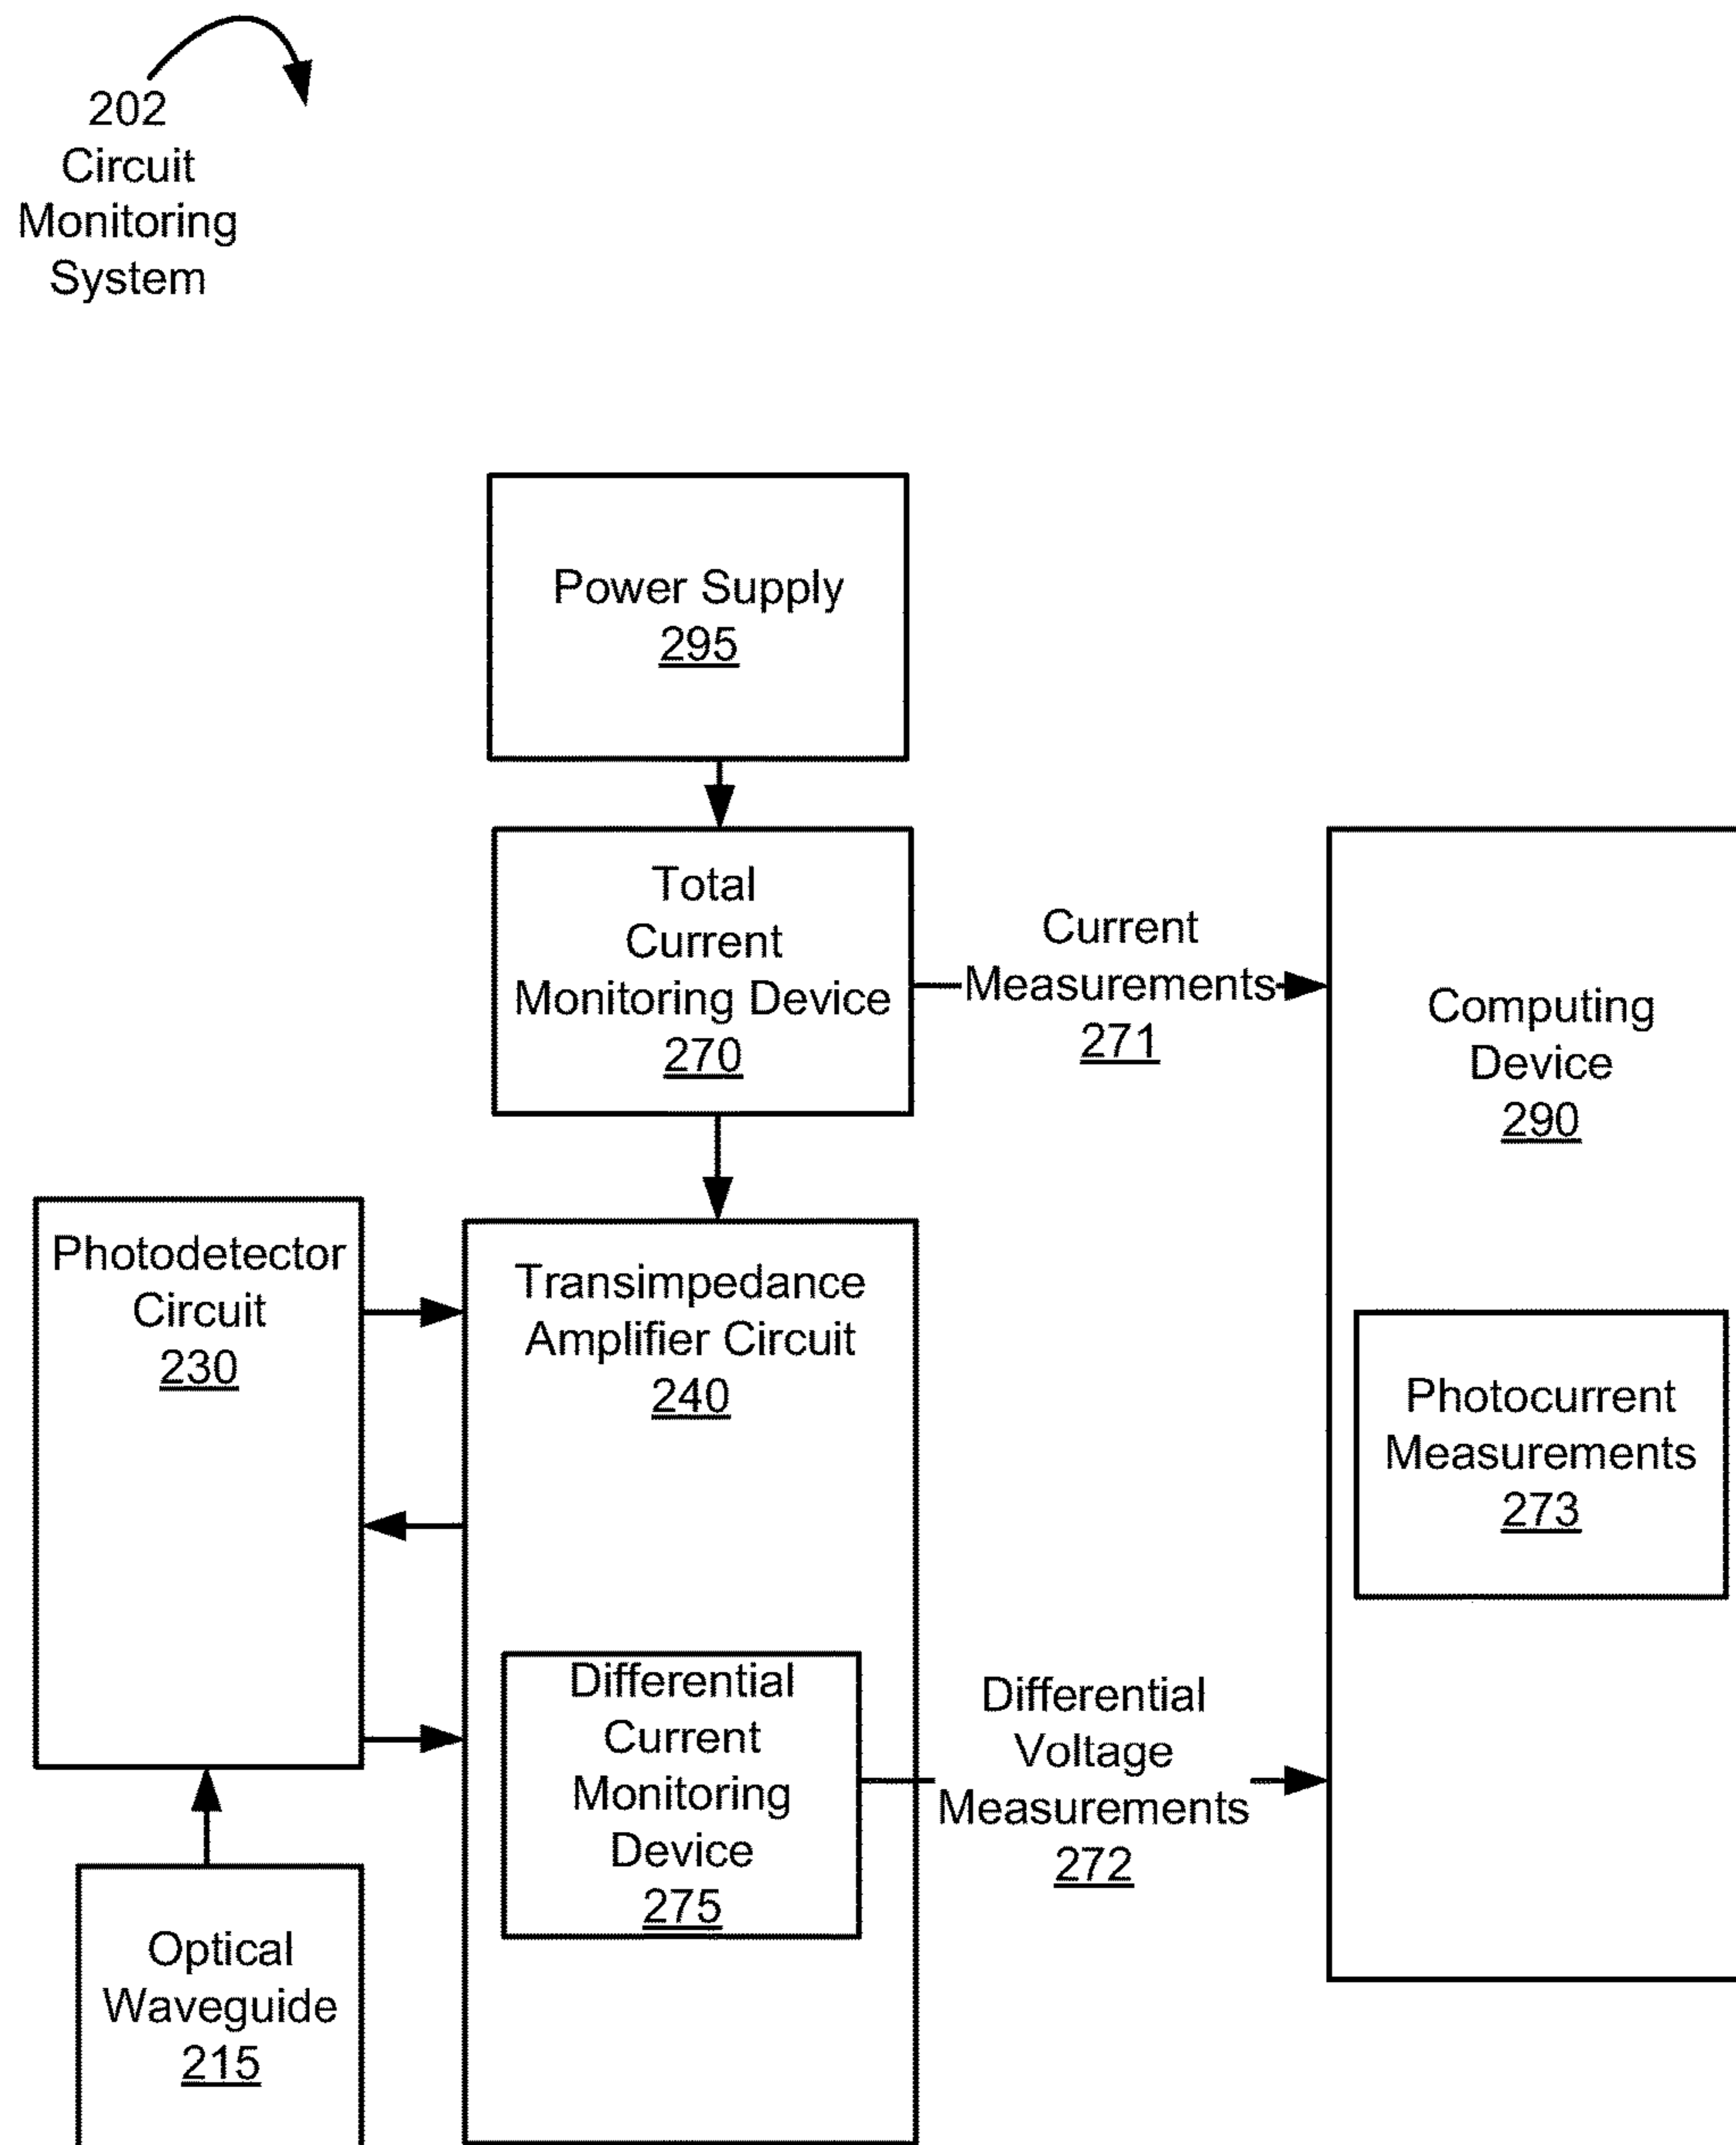 202
Circuit
Monitoring
System
Power Supply
295
Total
Current
Monitoring Device
270
Current
Measurements
271
Computing
Device
290
Photodetector
Circuit
230
Transimpedance
Amplifier Circuit
240
Photocurrent
Measurements
273
Differential
Current
Monitoring
Device
275
Differential
Voltage
Measurements
272
Optical
Waveguide
215